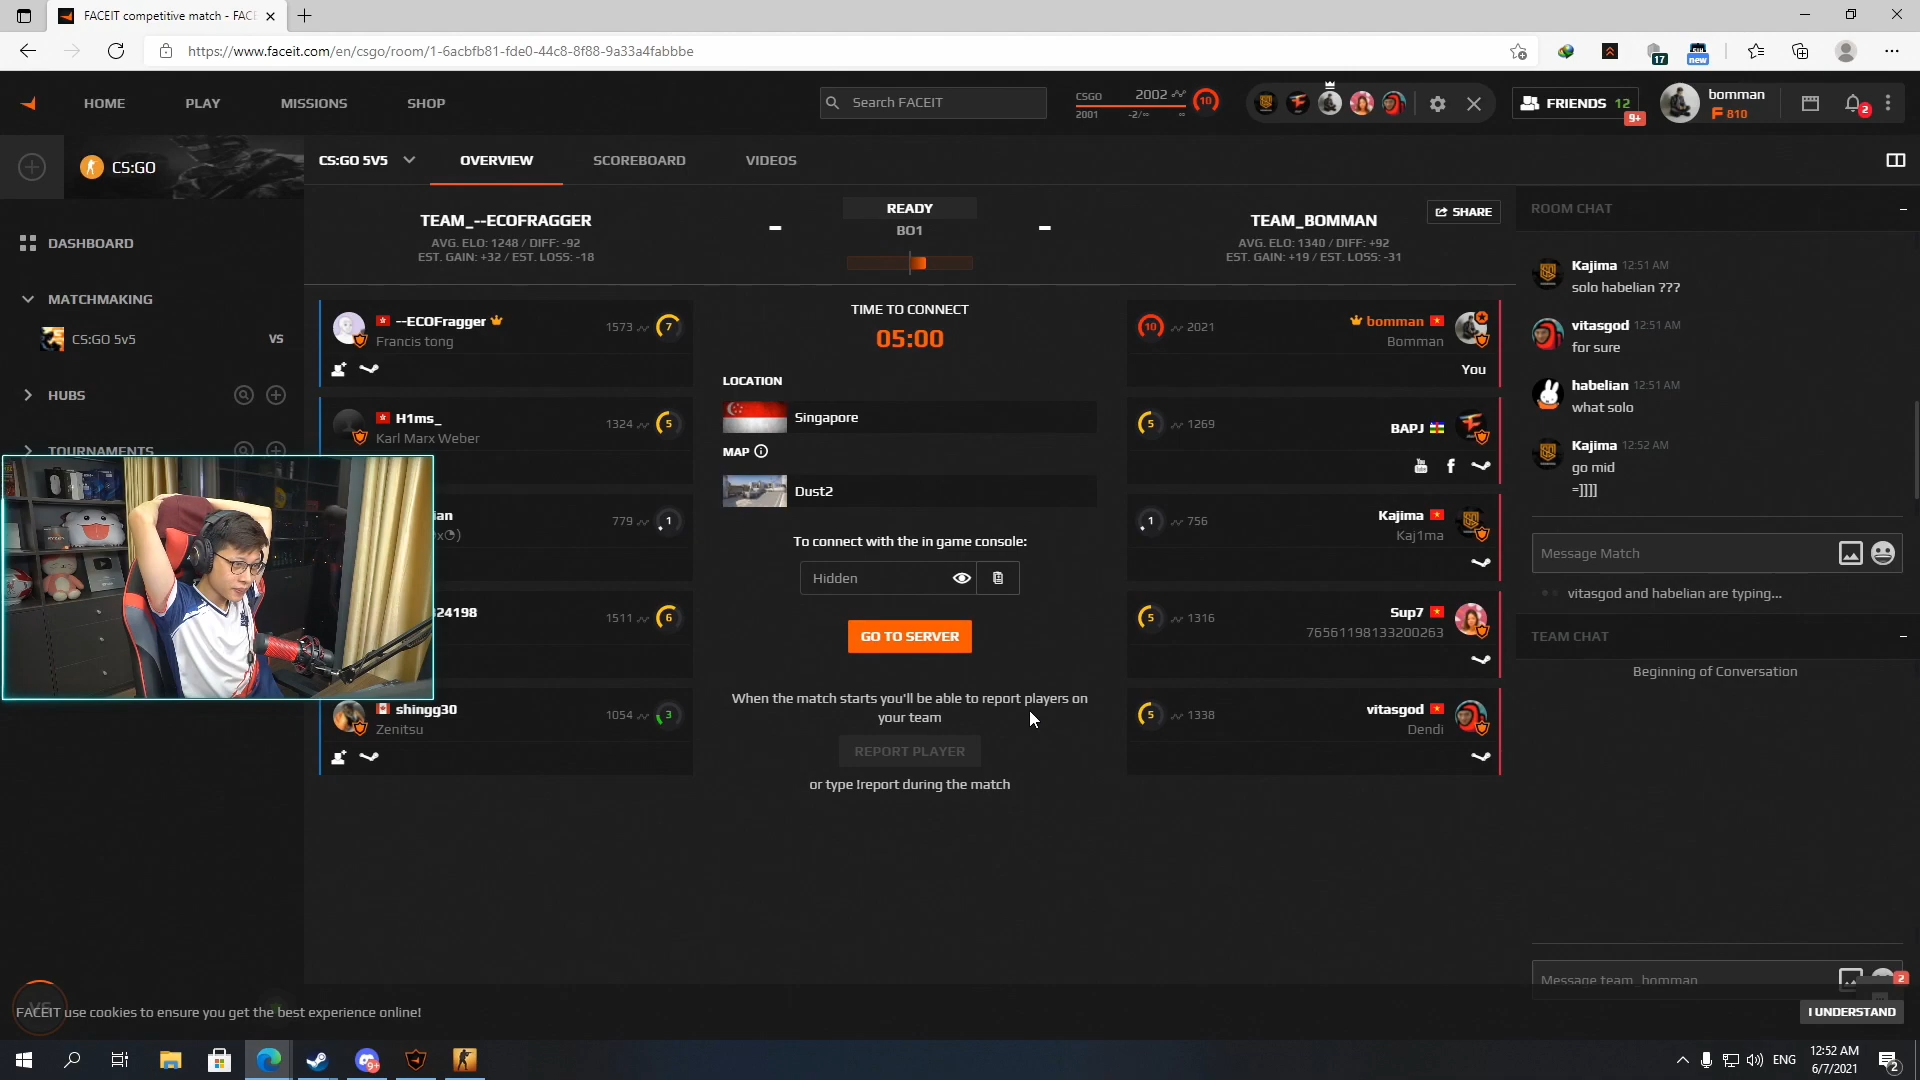 FACEIT competitive match - FACE
https://www.faceit.com/en/csgo/room/1-6acbfb81-fde0-44c8-8f88-9a33a4fabbbe
17
new
HOME
PLAY
MISSIONS
SHOP
Search FACEIT
CSGO 2002
2001 -2/∞ ∞
10
FRIENDS 12
9+
bomman
F 810
2
CS:GO
CS:GO 5V5
OVERVIEW
SCOREBOARD
VIDEOS
DASHBOARD
MATCHMAKING
CS:GO 5v5 VS
HUBS
TOURNAMENTS
TEAM_--ECOFRAGGER
AVG. ELO: 1248 / DIFF: -92
EST. GAIN: +32 / EST. LOSS: -18
-
READY
BO1
-
TEAM_BOMMAN
AVG. ELO: 1340 / DIFF: +92
EST. GAIN: +19 / EST. LOSS: -31
SHARE
--ECOFragger
Francis tong
1573 7
H1ms_
Karl Marx Weber
1324 5
ian
779 1
24198
1511 6
shingg30
Zenitsu
1054 3
TIME TO CONNECT
05:00
LOCATION
Singapore
MAP
Dust2
To connect with the in game console:
Hidden
GO TO SERVER
When the match starts you'll be able to report players on
your team
REPORT PLAYER
or type !report during the match
10 2021
bomman
Bomman
You
5 1269
BAPJ
1 756
Kajima
Kaj1ma
5 1316
Sup7
76561198133200263
5 1338
vitasgod
Dendi
ROOM CHAT
Kajima 12:51 AM
solo habelian ???
vitasgod 12:51 AM
for sure
habelian 12:51 AM
what solo
Kajima 12:52 AM
go mid
=]]]]
Message Match
vitasgod and habelian are typing...
TEAM CHAT
Beginning of Conversation
Message team_bomman
2
FACEIT use cookies to ensure you get the best experience online!
I UNDERSTAND
9+
ENG
12:52 AM
6/7/2021
2